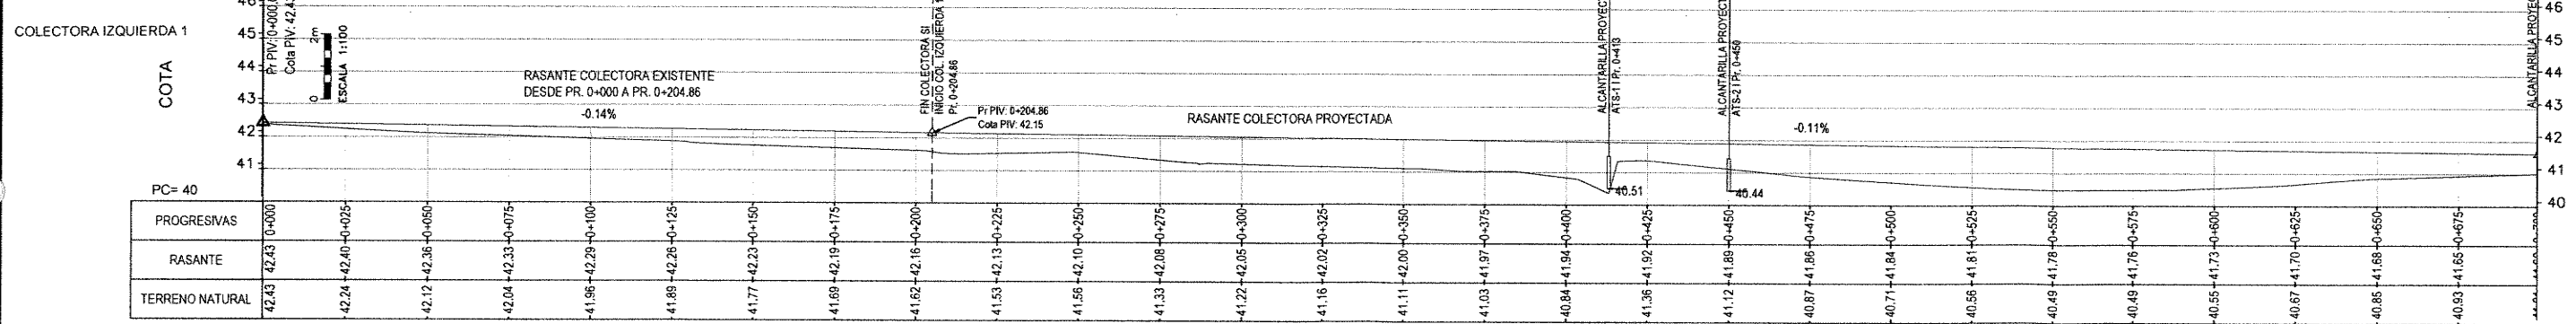 COLECTORA IZQUIERDA 1
COTA
46
45
44
43
42
41
PC= 40
Pr PIV: 0+000.
Cota PIV: 42.43
0 2m
ESCALA 1:100
RASANTE COLECTORA EXISTENTE
DESDE PR. 0+000 A PR. 0+204.86
-0.14%
FIN COLECTORA SI
INICIO COL. IZQUIERDA 1
Pr. 0+204.86
Pr PIV: 0+204.86
Cota PIV: 42.15
RASANTE COLECTORA PROYECTADA
ALCANTARILLA PROYEC
ATS-1 I Pr. 0+413
40.51
ALCANTARILLA PROYECT
ATS-2 I Pr. 0+450
40.44
-0.11%
ALCANTARILLA PROYE
46
45
44
43
42
41
40
PROGRESIVAS 0+000 0+025 0+050 0+075 0+100 0+125 0+150 0+175 0+200 0+225 0+250 0+275 0+300 0+325 0+350 0+375 0+400 0+425 0+450 0+475 0+500 0+525 0+550 0+575 0+600 0+625 0+650 0+675
RASANTE 42.43 42.40 42.36 42.33 42.29 42.26 42.23 42.19 42.16 42.13 42.10 42.08 42.05 42.02 42.00 41.97 41.94 41.92 41.89 41.86 41.84 41.81 41.78 41.76 41.73 41.70 41.68 41.65
TERRENO NATURAL 42.43 42.24 42.12 42.04 41.96 41.89 41.77 41.69 41.62 41.53 41.56 41.33 41.22 41.16 41.11 41.03 40.84 41.36 41.12 40.87 40.71 40.56 40.49 40.49 40.55 40.67 40.85 40.93